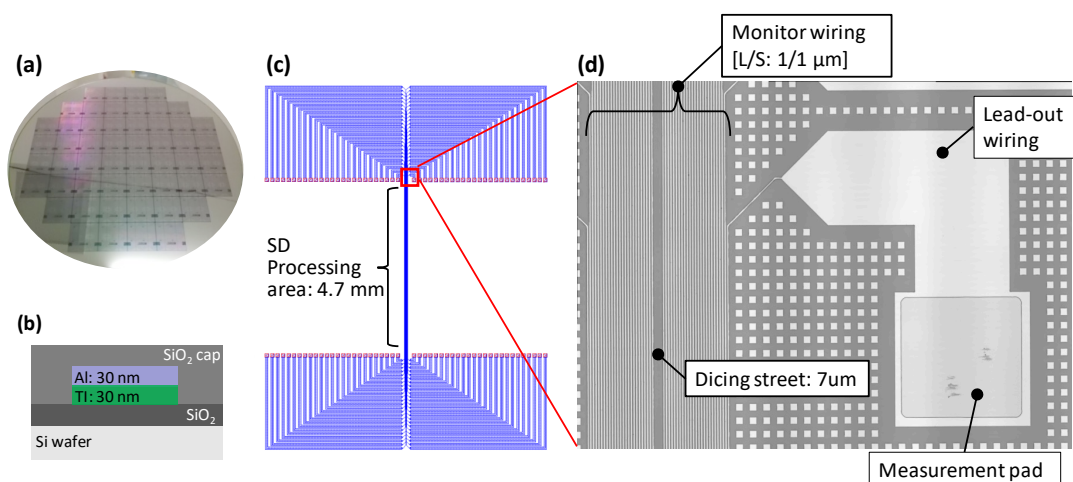 (a)
(b)
SiO2 cap
Al: 30 nm
TI: 30 nm
SiO2
Si wafer
(c)
SD
Processing
area: 4.7 mm
(d)
Monitor wiring
[L/S: 1/1 μm]
Lead-out
wiring
Dicing street: 7um
Measurement pad